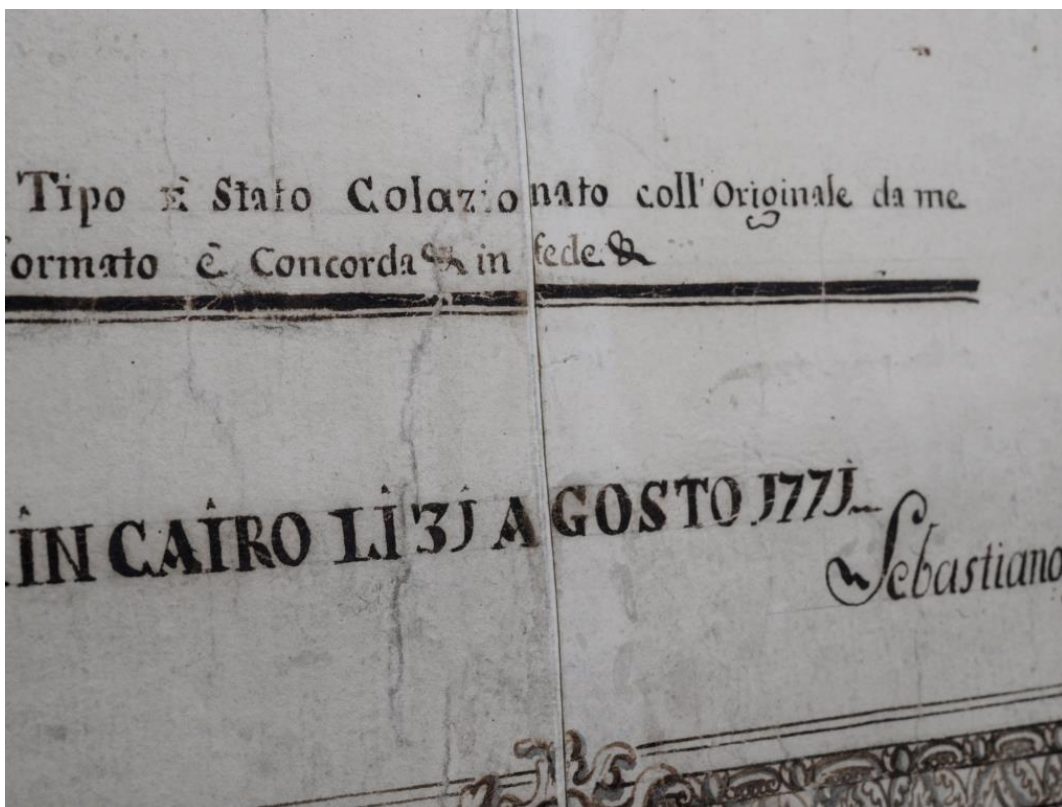 Tipo È Stato Colazionato coll'Originale da me
ormato è Concorda & in fede &
IN CAIRO LI 3J AGOSTO J77J
Sebastiano